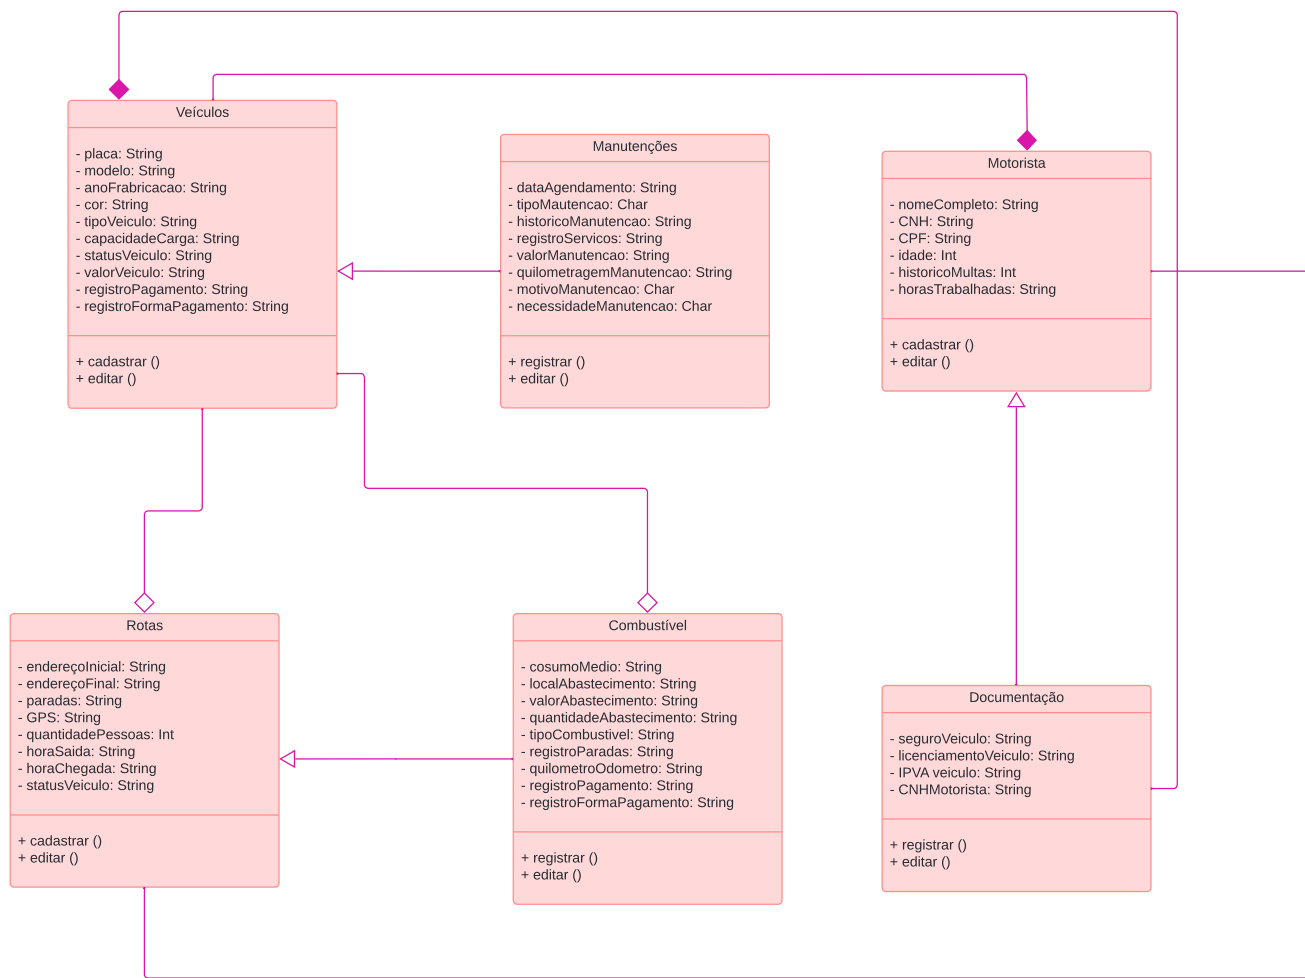 Veículos
- placa: String
- modelo: String
- anoFrabricacao: String
- cor: String
- tipoVeiculo: String
- capacidadeCarga: String
- statusVeiculo: String
- valorVeiculo: String
- registroPagamento: String
- registroFormaPagamento: String
+ cadastrar ()
+ editar ()
Manutenções
- dataAgendamento: String
- tipoMautencao: Char
- historicoManutencao: String
- registroServicos: String
- valorManutencao: String
- quilometragemManutencao: String
- motivoManutencao: Char
- necessidadeManutencao: Char
+ registrar ()
+ editar ()
Motorista
- nomeCompleto: String
- CNH: String
- CPF: String
- idade: Int
- historicoMultas: Int
- horasTrabalhadas: String
+ cadastrar ()
+ editar ()
Rotas
- endereçoInicial: String
- endereçoFinal: String
- paradas: String
- GPS: String
- quantidadePessoas: Int
- horaSaida: String
- horaChegada: String
- statusVeiculo: String
+ cadastrar ()
+ editar ()
Combustível
- cosumoMedio: String
- localAbastecimento: String
- valorAbastecimento: String
- quantidadeAbastecimento: String
- tipoCombustivel: String
- registroParadas: String
- quilometroOdometro: String
- registroPagamento: String
- registroFormaPagamento: String
+ registrar ()
+ editar ()
Documentação
- seguroVeiculo: String
- licenciamentoVeiculo: String
- IPVA veiculo: String
- CNHMotorista: String
+ registrar ()
+ editar ()